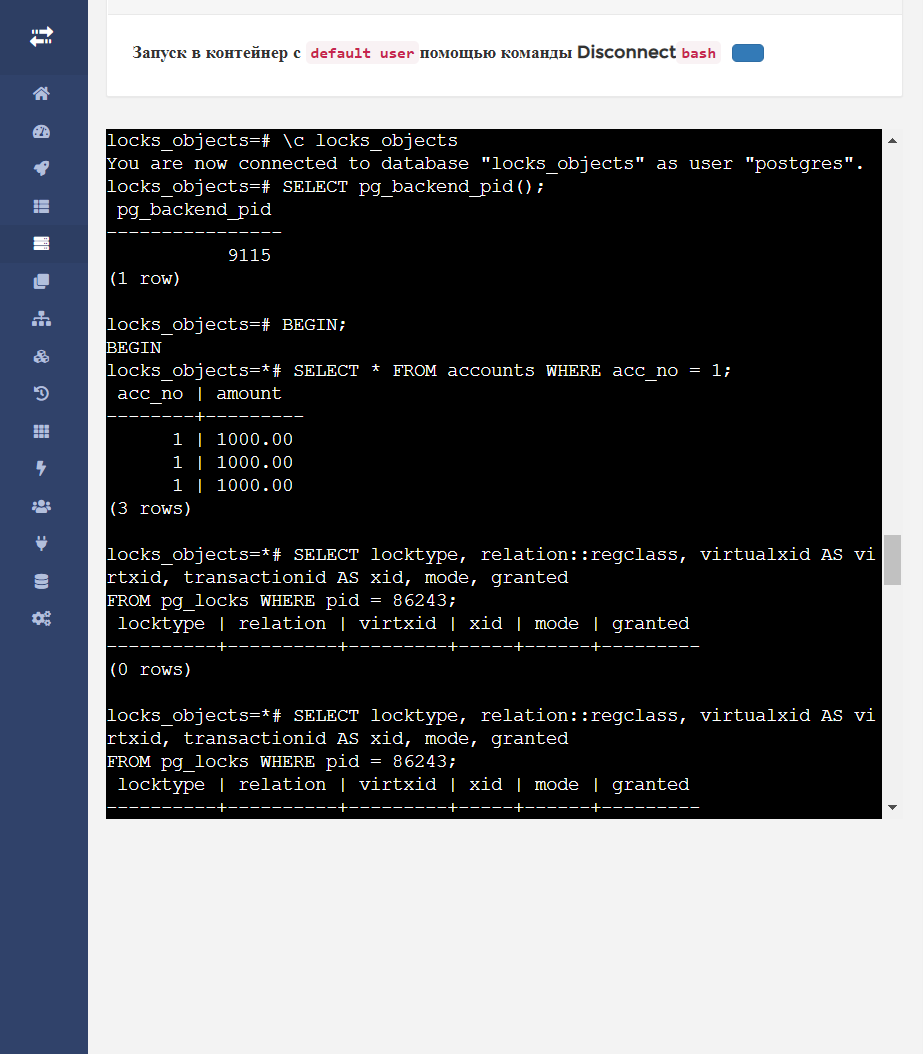 Запуск в контейнер с default user помощью команды Disconnect bash
locks_objects=# \c locks_objects
You are now connected to database "locks_objects" as user "postgres".
locks_objects=# SELECT pg_backend_pid();
 pg_backend_pid
----------------
           9115
(1 row)

locks_objects=# BEGIN;
BEGIN
locks_objects=*# SELECT * FROM accounts WHERE acc_no = 1;
 acc_no | amount
--------+---------
      1 | 1000.00
      1 | 1000.00
      1 | 1000.00
(3 rows)

locks_objects=*# SELECT locktype, relation::regclass, virtualxid AS vi
rtxid, transactionid AS xid, mode, granted
FROM pg_locks WHERE pid = 86243;
 locktype | relation | virtxid | xid | mode | granted
----------+----------+---------+-----+------+---------
(0 rows)

locks_objects=*# SELECT locktype, relation::regclass, virtualxid AS vi
rtxid, transactionid AS xid, mode, granted
FROM pg_locks WHERE pid = 86243;
 locktype | relation | virtxid | xid | mode | granted
----------+----------+---------+-----+------+---------